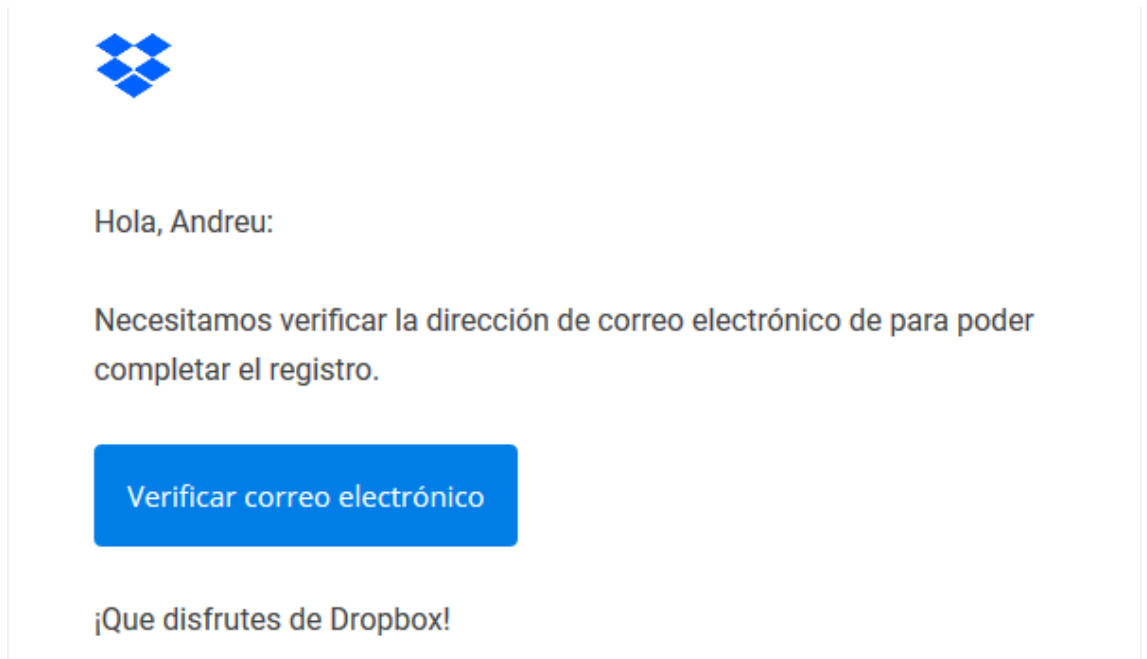 Hola, Andreu:
Necesitamos verificar la dirección de correo electrónico de para poder
completar el registro.
Verificar correo electrónico
¡Que disfrutes de Dropbox!